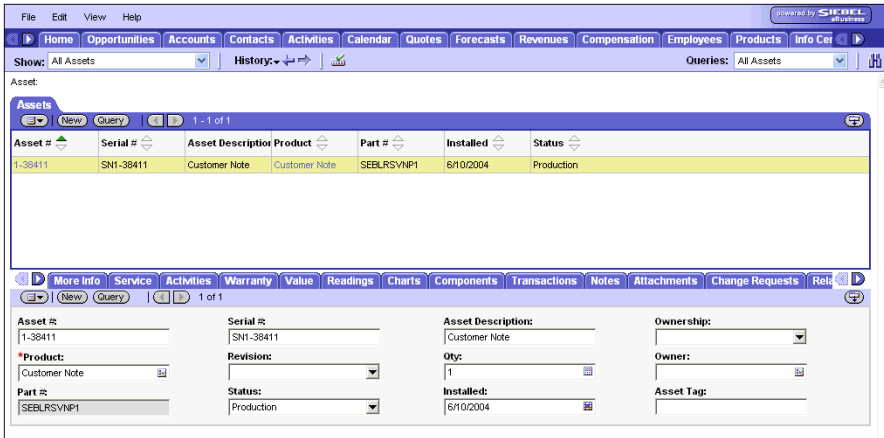 File Edit View Help
powered by SIEBEL eBusiness
Home Opportunities Accounts Contacts Activities Calendar Quotes Forecasts Revenues Compensation Employees Products Info Cer
Show: All Assets History: Queries: All Assets
Asset:
Assets
New Query 1 - 1 of 1
Asset # Serial # Asset Description Product Part # Installed Status
1-38411 SN1-38411 Customer Note Customer Note SEBLRSVNP1 6/10/2004 Production
More Info Service Activities Warranty Value Readings Charts Components Transactions Notes Attachments Change Requests Rela
New Query 1 of 1
Asset #: Serial #: Asset Description: Ownership:
1-38411 SN1-38411 Customer Note
*Product: Revision: Qty: Owner:
Customer Note 1
Part #: Status: Installed: Asset Tag:
SEBLRSVNP1 Production 6/10/2004